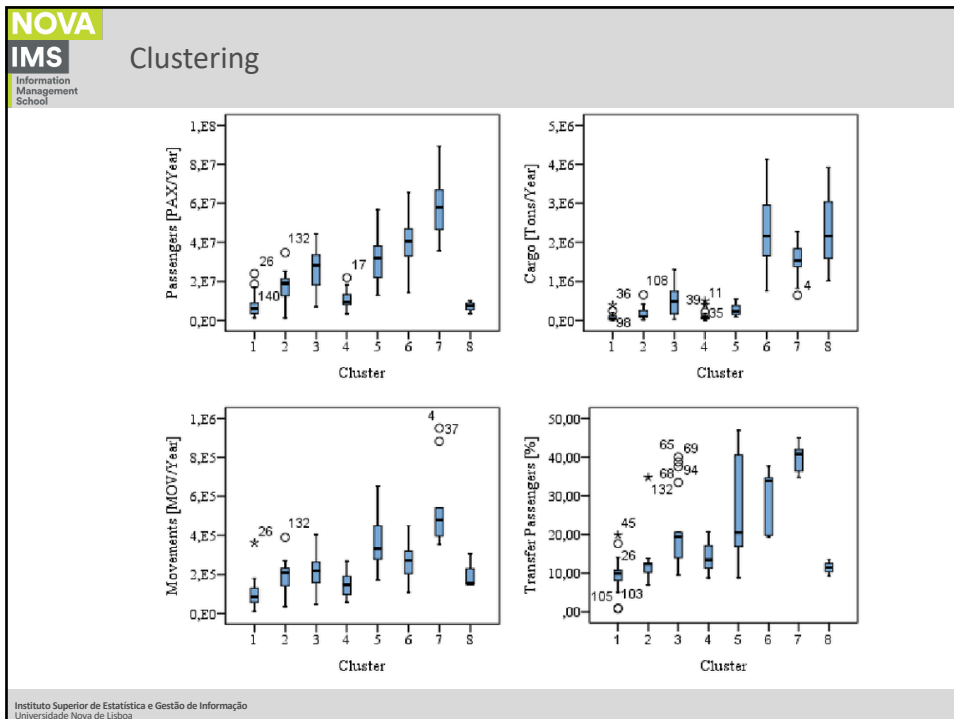 NOVA
IMS
Information
Management
School
Clustering
Passengers [PAX/Year]
1,E8
8,E7
6,E7
4,E7
2,E7
0,E0
26
140
132
17
1 2 3 4 5 6 7 8
Cluster
Cargo [Tons/Year]
5,E6
4,E6
3,E6
2,E6
1,E6
0,E0
36
98
108
39
11
35
4
1 2 3 4 5 6 7 8
Cluster
Movements [MOV/Year]
1,E6
8,E5
6,E5
4,E5
2,E5
0,E0
26
132
4
37
1 2 3 4 5 6 7 8
Cluster
Transfer Passengers [%]
50,00
40,00
30,00
20,00
10,00
,00
45
26
105
103
132
65
69
68
94
1 2 3 4 5 6 7 8
Cluster
Instituto Superior de Estatística e Gestão de Informação
Universidade Nova de Lisboa